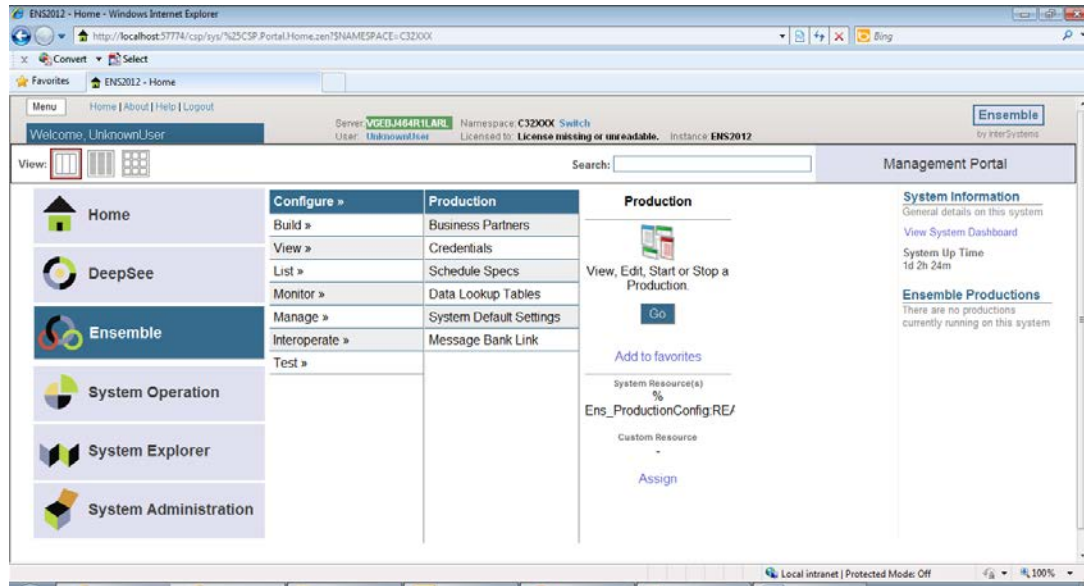 ENS2012 - Home - Windows Internet Explorer
http://localhost:57774/csp/sys/%25CSP.Portal.Home.zen?$NAMESPACE=C32XXX
Bing
x Convert Select
Favorites ENS2012 - Home
Menu Home | About | Help | Logout
Server: VGEBJ464R1LARL Namespace: C32XXX Switch
User: UnknownUser Licensed to: License missing or unreadable. Instance: ENS2012
Ensemble
by InterSystems
Welcome, UnknownUser
View: Search: Management Portal
Home
DeepSee
Ensemble
System Operation
System Explorer
System Administration
Configure »
Build »
View »
List »
Monitor »
Manage »
Interoperate »
Test »
Production
Business Partners
Credentials
Schedule Specs
Data Lookup Tables
System Default Settings
Message Bank Link
Production
View, Edit, Start or Stop a
Production.
Go
Add to favorites
System Resource(s)
%
Ens_ProductionConfig:REA
Custom Resource
-
Assign
System Information
General details on this system
View System Dashboard
System Up Time
1d 2h 24m
Ensemble Productions
There are no productions
currently running on this system
Local intranet | Protected Mode: Off 100%